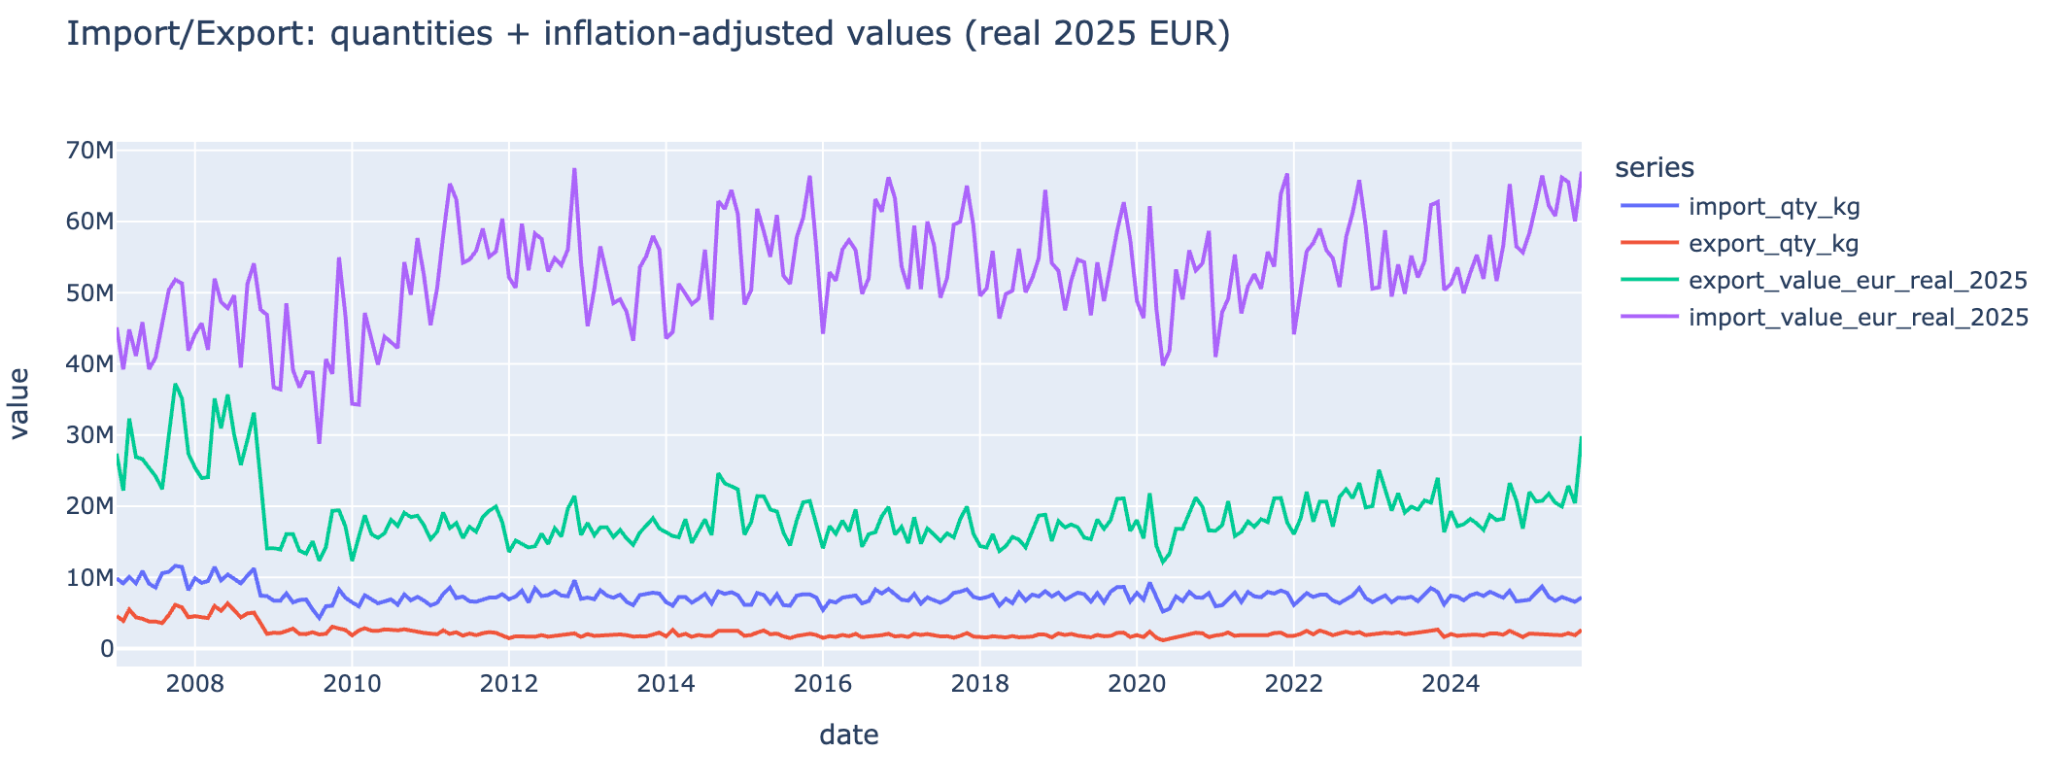 Import/Export: quantities + inflation-adjusted values (real 2025 EUR)
70M
60M
50M
40M
30M
20M
10M
0
value
2008 2010 2012 2014 2016 2018 2020 2022 2024
date
series
import_qty_kg
export_qty_kg
export_value_eur_real_2025
import_value_eur_real_2025